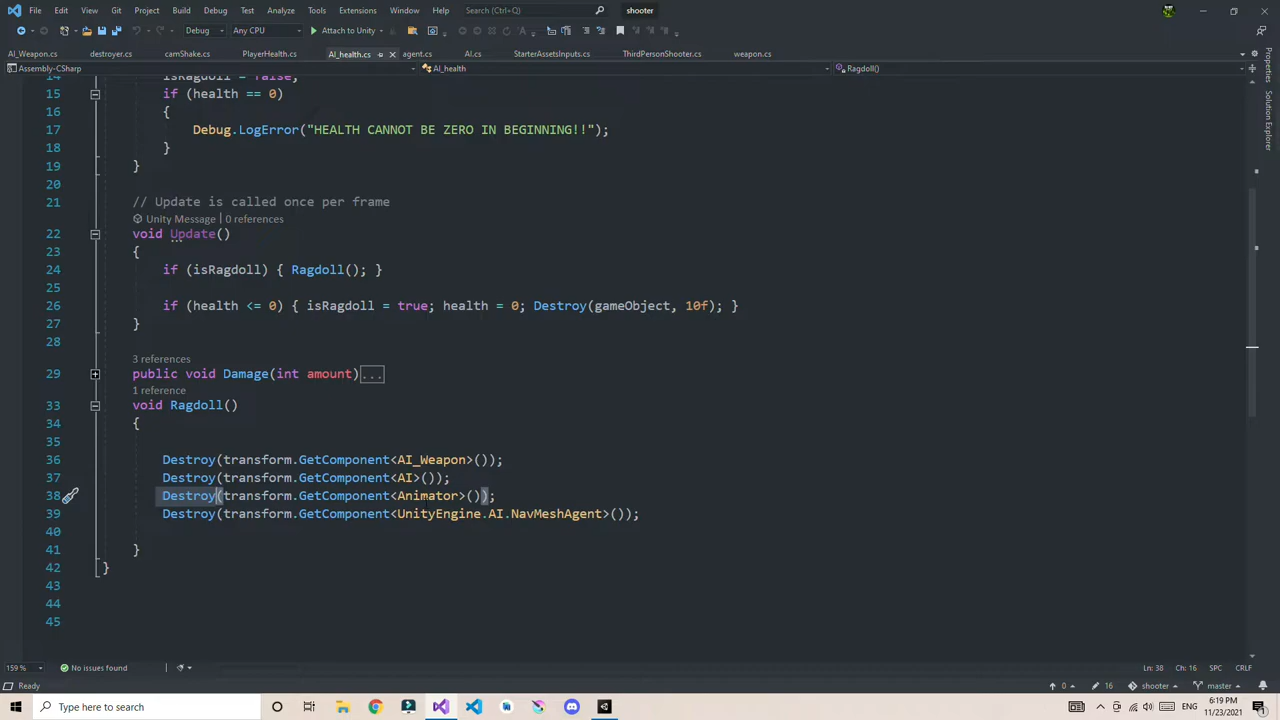 File Edit View Git Project Build Debug Test Analyze Tools Extensions Window Help Search (Ctrl+Q) shooter
Debug Any CPU Attach to Unity
AI_Weapon.cs destroyer.cs camShake.cs PlayerHealth.cs AI_health.cs agent.cs AI.cs StarterAssetsInputs.cs ThirdPersonShooter.cs weapon.cs
Assembly-CSharp AI_health Ragdoll()
14 isRagdoll = false;
15 if (health == 0)
16 {
17 Debug.LogError("HEALTH CANNOT BE ZERO IN BEGINNING!!");
18 }
19 }
20
21 // Update is called once per frame
Unity Message | 0 references
22 void Update()
23 {
24 if (isRagdoll) { Ragdoll(); }
25
26 if (health <= 0) { isRagdoll = true; health = 0; Destroy(gameObject, 10f); }
27 }
28
3 references
29 public void Damage(int amount)...
1 reference
33 void Ragdoll()
34 {
35
36 Destroy(transform.GetComponent<AI_Weapon>());
37 Destroy(transform.GetComponent<AI>());
38 Destroy(transform.GetComponent<Animator>());
39 Destroy(transform.GetComponent<UnityEngine.AI.NavMeshAgent>());
40
41 }
42 }
43
44
45
Properties
Solution Explorer
159 % No issues found Ln: 38 Ch: 16 SPC CRLF
Ready 0 16 shooter master
Type here to search ENG 6:19 PM
11/23/2021